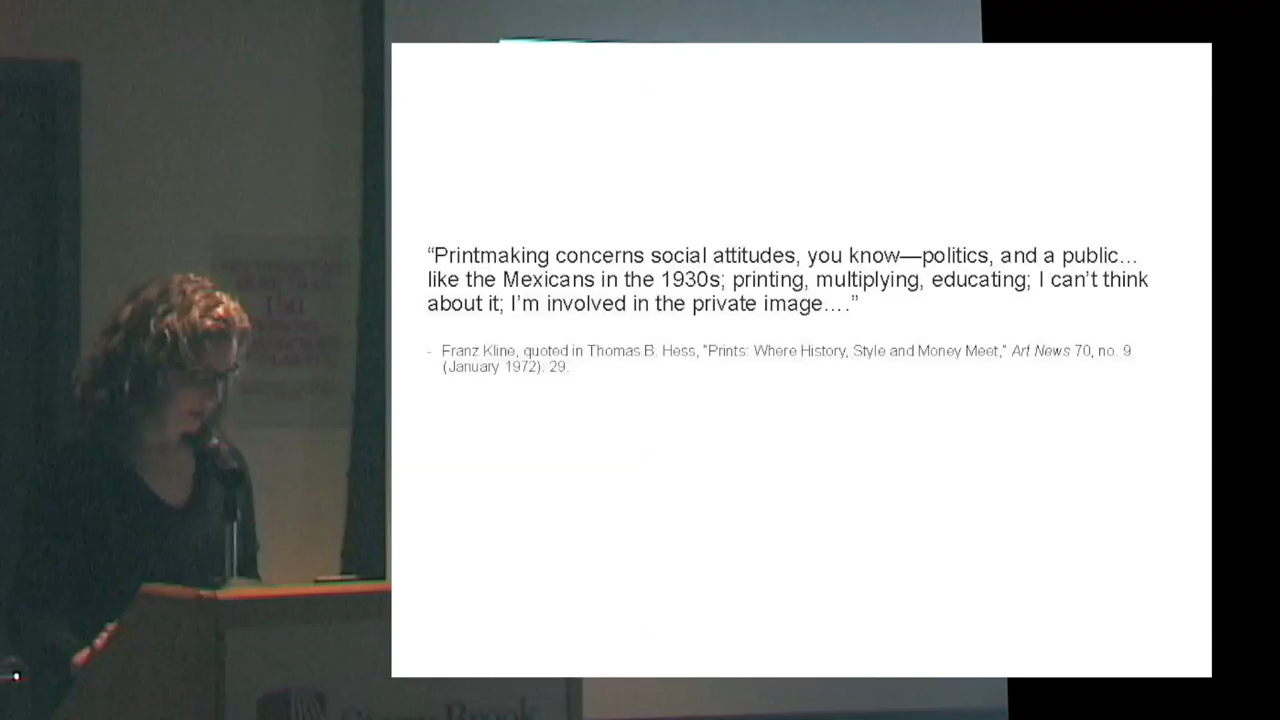 “Printmaking concerns social attitudes, you know—politics, and a public…
like the Mexicans in the 1930s; printing, multiplying, educating; I can’t think
about it; I’m involved in the private image….”
- Franz Kline, quoted in Thomas B. Hess, “Prints: Where History, Style and Money Meet,” Art News 70, no. 9
(January 1972): 29.
Stony Brook